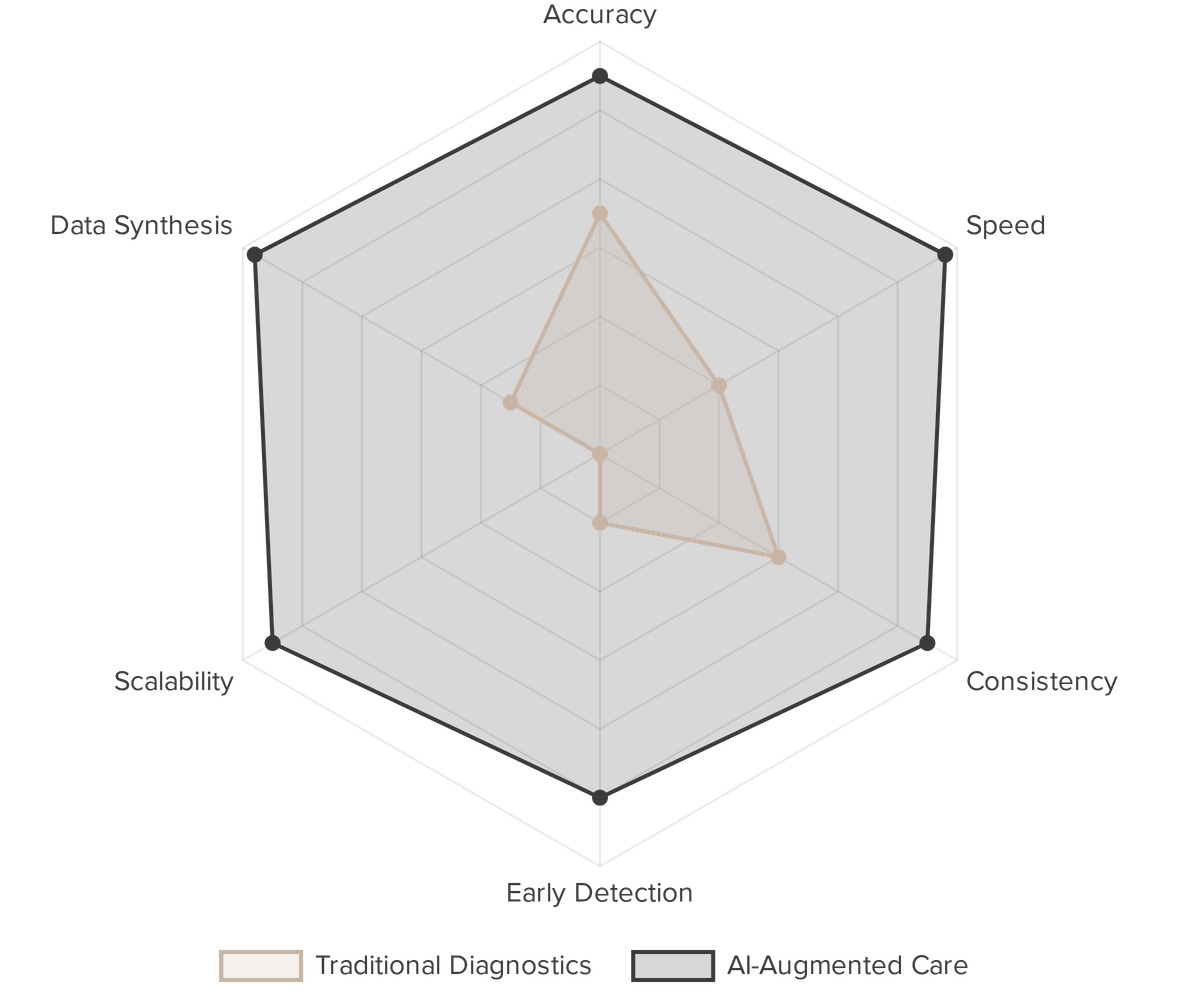 Accuracy
Data Synthesis
Speed
Scalability
Consistency
Early Detection
Traditional Diagnostics
AI-Augmented Care